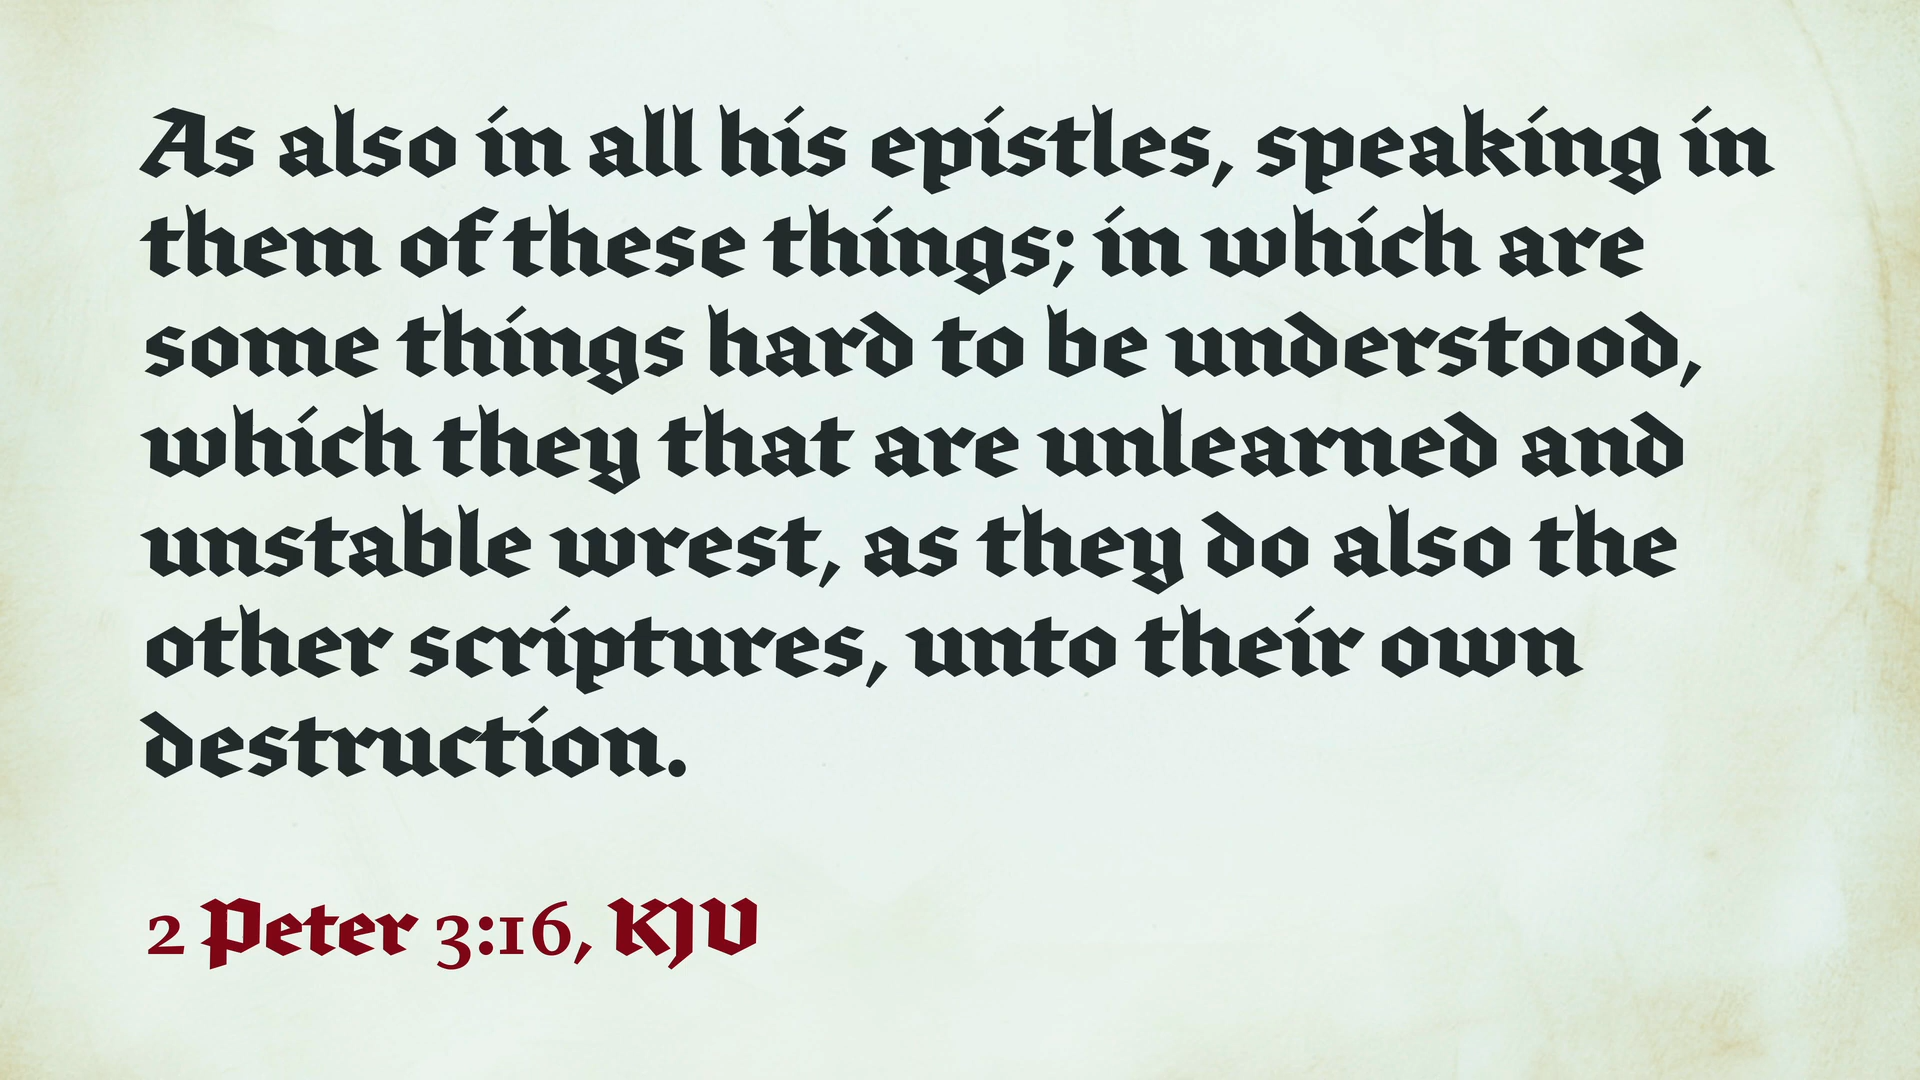 As also in all his epistles, speaking in
them of these things; in which are
some things hard to be understood,
which they that are unlearned and
unstable wrest, as they do also the
other scriptures, unto their own
destruction.
2 Peter 3:16, KJV